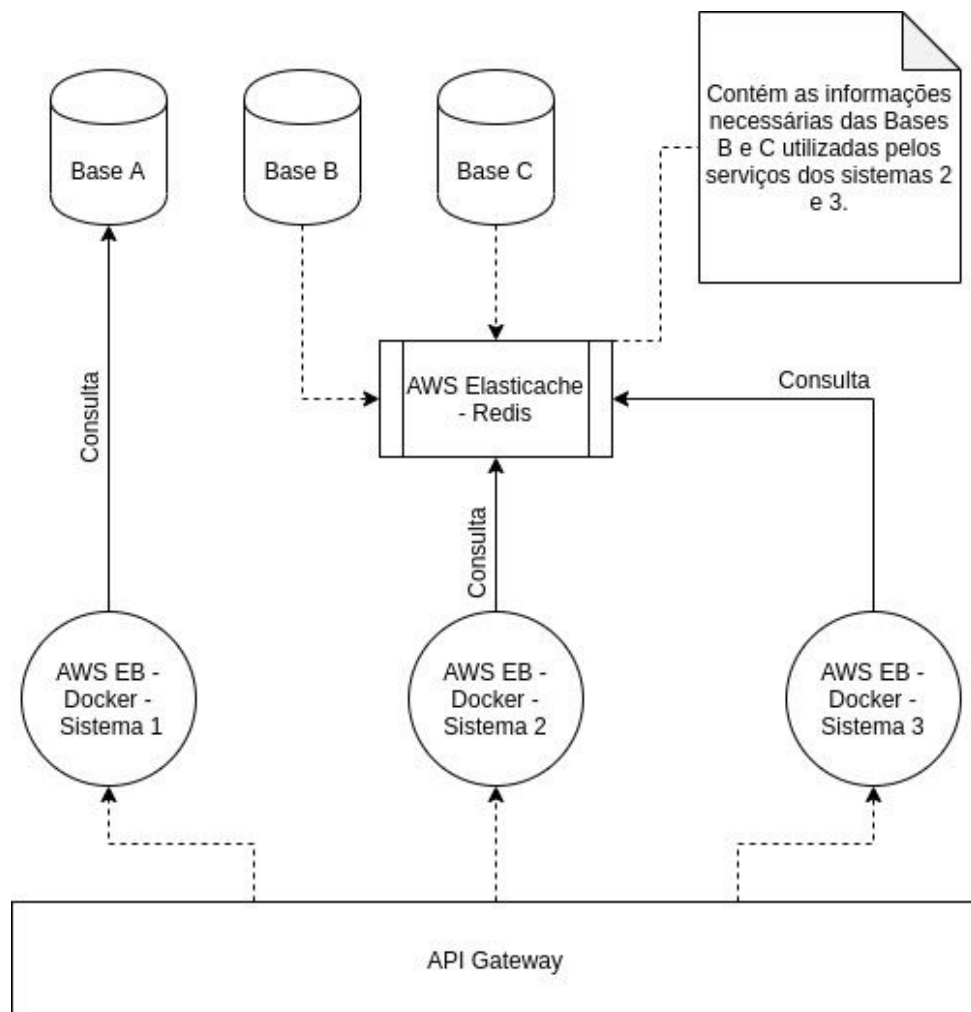 Contém as informações
necessárias das Bases
B e C utilizadas pelos
serviços dos sistemas 2
e 3.
Base A
Base B
Base C
AWS Elasticache
- Redis
Consulta
Consulta
Consulta
AWS EB -
Docker -
Sistema 1
AWS EB -
Docker -
Sistema 2
AWS EB -
Docker -
Sistema 3
API Gateway